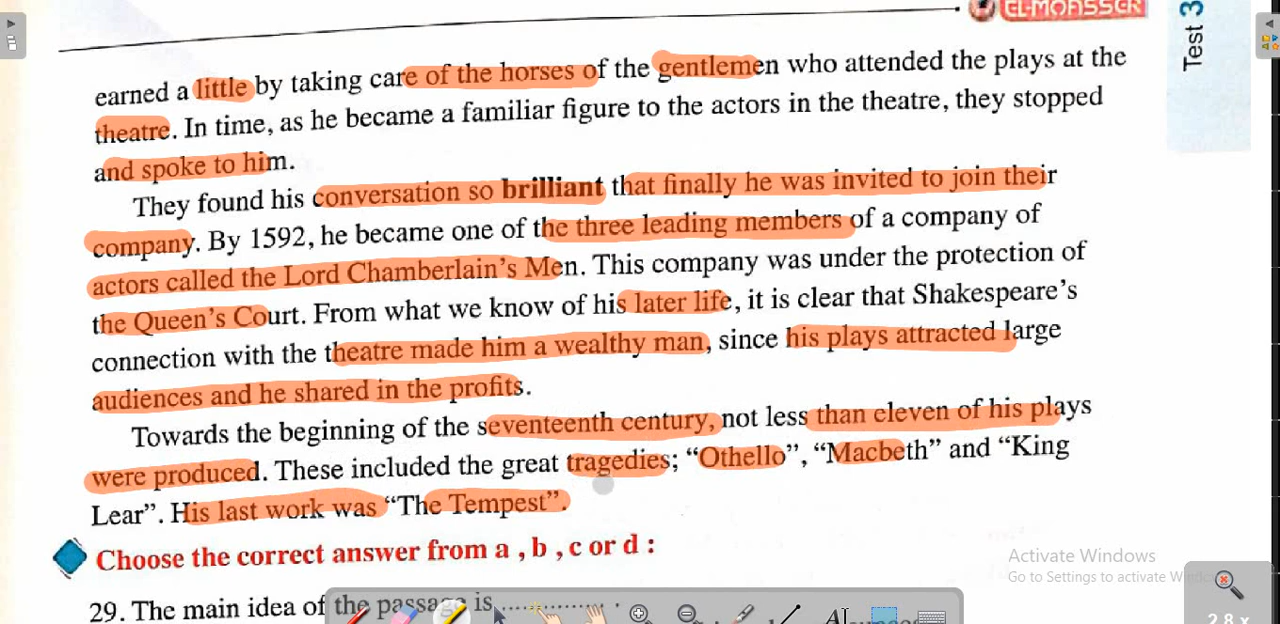 EL-MOASSER
Test 3
earned a little by taking care of the horses of the gentlemen who attended the plays at the
theatre. In time, as he became a familiar figure to the actors in the theatre, they stopped
and spoke to him.
They found his conversation so brilliant that finally he was invited to join their
company. By 1592, he became one of the three leading members of a company of
actors called the Lord Chamberlain's Men. This company was under the protection of
the Queen's Court. From what we know of his later life, it is clear that Shakespeare's
connection with the theatre made him a wealthy man, since his plays attracted large
audiences and he shared in the profits.
Towards the beginning of the seventeenth century, not less than eleven of his plays
were produced. These included the great tragedies; “Othello”, “Macbeth” and “King
Lear”. His last work was “The Tempest”.
Choose the correct answer from a , b , c or d :
29. The main idea of the passage is ..............
Activate Windows
Go to Settings to activate
2.8 x